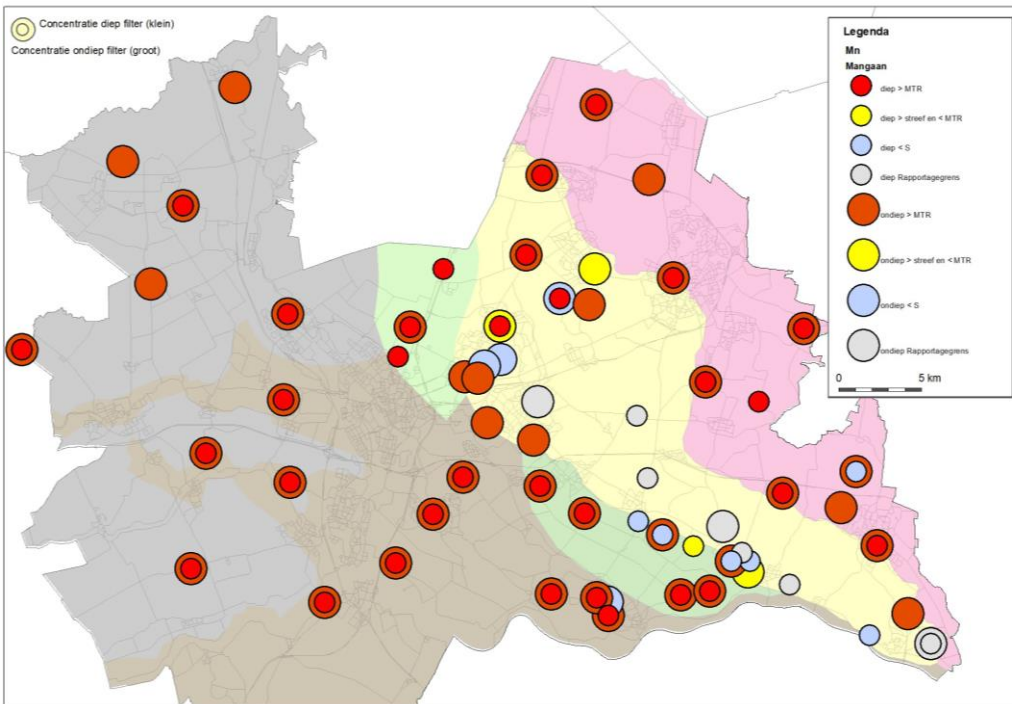 Concentratie diep filter (klein)
Concentratie ondiep filter (groot)
Legenda
Mn
Mangaan
diep > MTR
diep > streef en < MTR
diep < S
diep Rapportagegrens
ondiep > MTR
ondiep > streef en < MTR
ondiep < S
ondiep Rapportagegrens
0 5 km